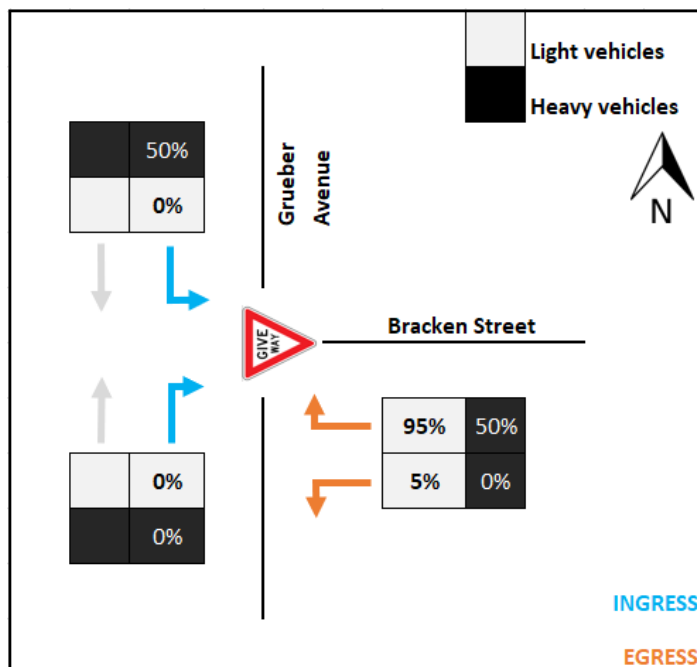 Light vehicles
Heavy vehicles
50%
0%
Grueber
Avenue
N
GIVE
WAY
Bracken Street
95% 50%
5% 0%
0%
0%
INGRESS
EGRESS